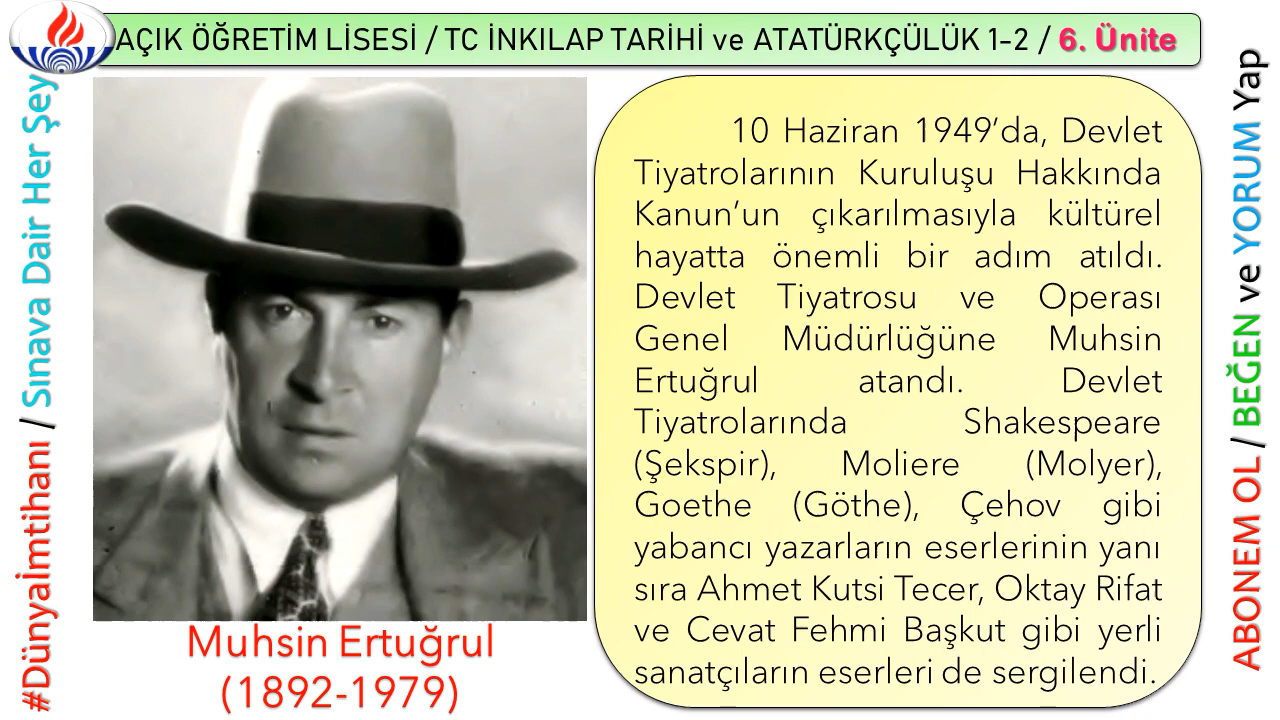 AÇIK ÖĞRETİM LİSESİ / TC İNKILAP TARİHİ ve ATATÜRKÇÜLÜK 1-2 / 6. Ünite
#Dünyaİmtihanı / Sınava Dair Her Şey
10 Haziran 1949’da, Devlet
Tiyatrolarının Kuruluşu Hakkında
Kanun’un çıkarılmasıyla kültürel
hayatta önemli bir adım atıldı.
Devlet Tiyatrosu ve Operası
Genel Müdürlüğüne Muhsin
Ertuğrul atandı. Devlet
Tiyatrolarında Shakespeare
(Şekspir), Moliere (Molyer),
Goethe (Göthe), Çehov gibi
yabancı yazarların eserlerinin yanı
sıra Ahmet Kutsi Tecer, Oktay Rifat
ve Cevat Fehmi Başkut gibi yerli
sanatçıların eserleri de sergilendi.
Muhsin Ertuğrul
(1892-1979)
ABONEM OL / BEĞEN ve YORUM Yap